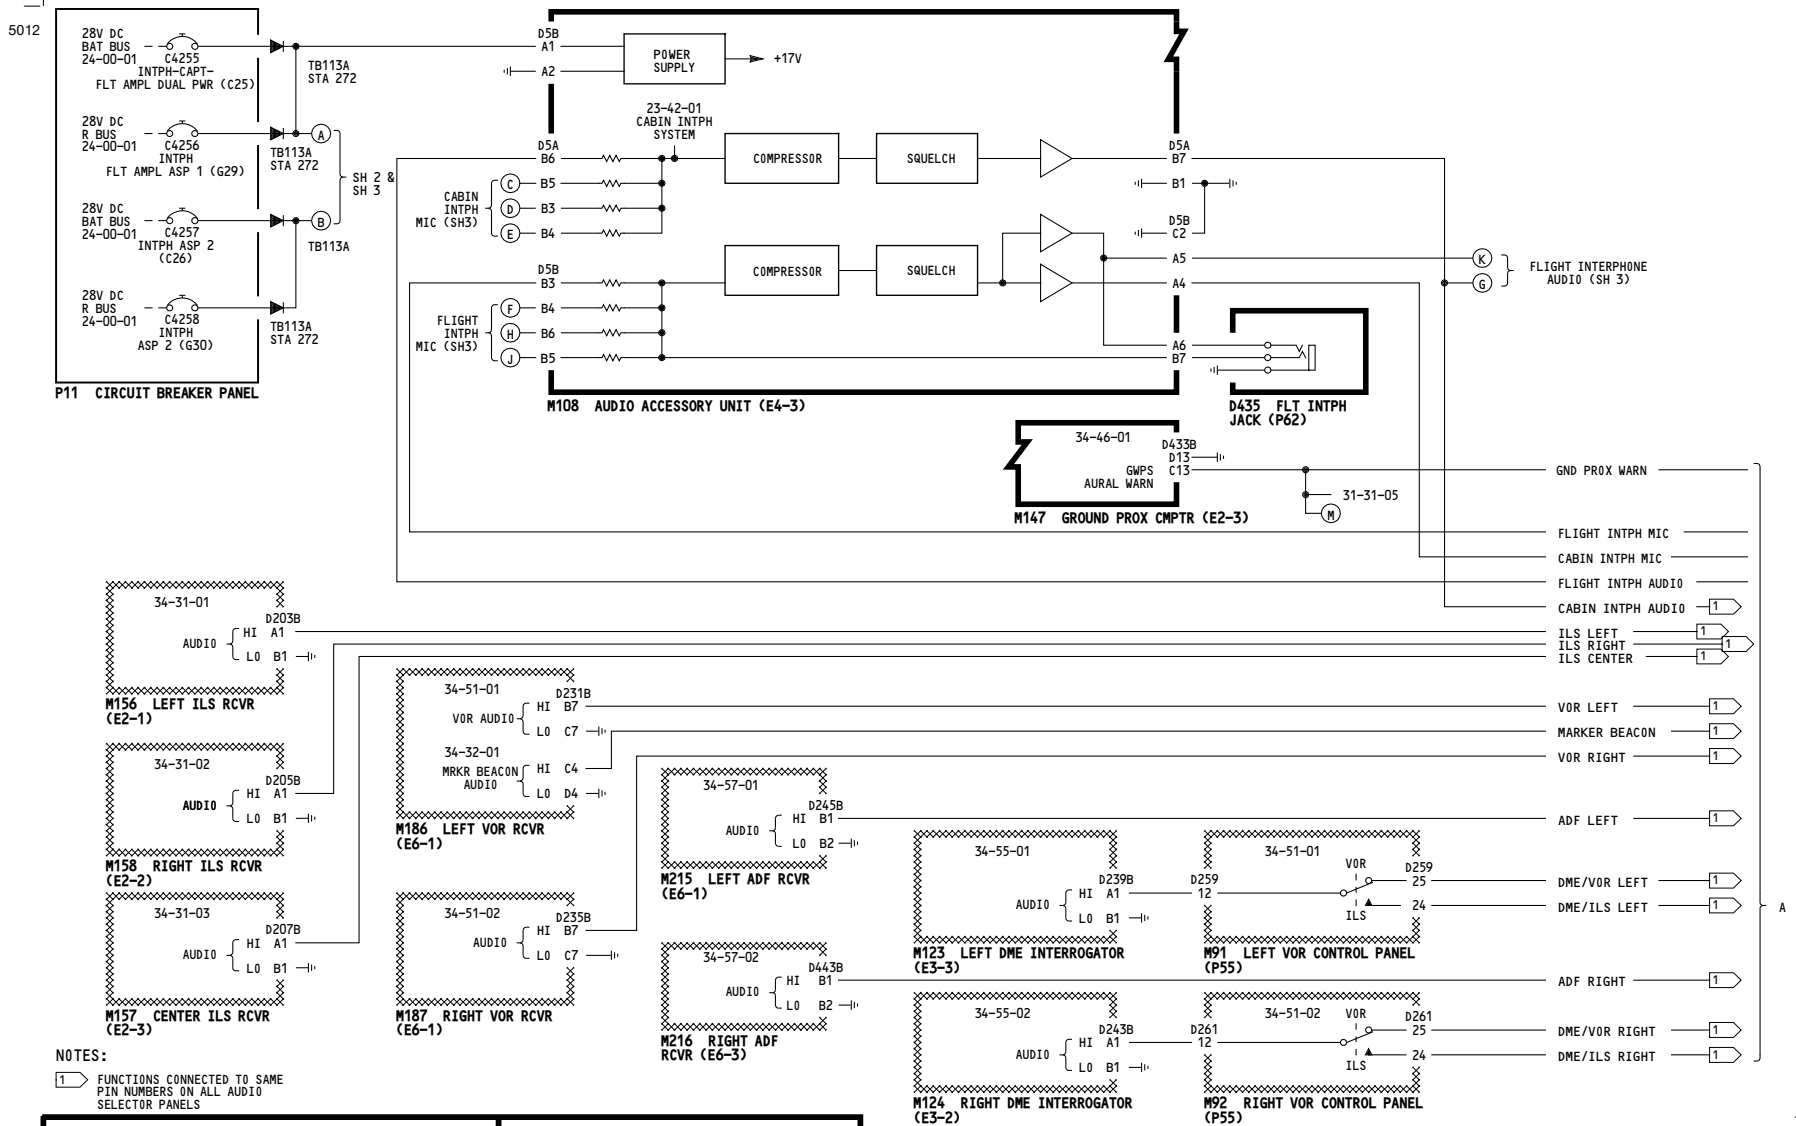 5012
28V DC
BAT BUS
24-00-01
C4255
INTPH-CAPT-
FLT AMPL DUAL PWR (C25)
TB113A
STA 272
28V DC
R BUS
24-00-01
C4256
INTPH
FLT AMPL ASP 1 (G29)
TB113A
STA 272
A
SH 2 &
SH 3
28V DC
BAT BUS
24-00-01
C4257
INTPH ASP 2
(C26)
B
TB113A
28V DC
R BUS
24-00-01
C4258
INTPH
ASP 2 (G30)
TB113A
STA 272
P11 CIRCUIT BREAKER PANEL
D5B
A1
A2
POWER
SUPPLY
+17V
23-42-01
CABIN INTPH
SYSTEM
D5A
B6
COMPRESSOR
SQUELCH
D5A
B7
CABIN
INTPH
MIC (SH3)
C B5
D B3
E B4
B1
D5B
C2
D5B
B3
COMPRESSOR
SQUELCH
A5
A4
FLIGHT
INTPH
MIC (SH3)
F B4
H B6
J B5
A6
B7
K
G
FLIGHT INTERPHONE
AUDIO (SH 3)
M108 AUDIO ACCESSORY UNIT (E4-3)
D435 FLT INTPH
JACK (P62)
34-46-01
D433B
D13
GWPS C13
AURAL WARN
M147 GROUND PROX CMPTR (E2-3)
31-31-05
M
GND PROX WARN
FLIGHT INTPH MIC
CABIN INTPH MIC
FLIGHT INTPH AUDIO
CABIN INTPH AUDIO 1
ILS LEFT 1
ILS RIGHT 1
ILS CENTER 1
VOR LEFT 1
MARKER BEACON 1
VOR RIGHT 1
ADF LEFT 1
DME/VOR LEFT 1
DME/ILS LEFT 1
A
ADF RIGHT 1
DME/VOR RIGHT 1
DME/ILS RIGHT 1
34-31-01
D203B
AUDIO
HI A1
LO B1
M156 LEFT ILS RCVR
(E2-1)
34-31-02
D205B
AUDIO
HI A1
LO B1
M158 RIGHT ILS RCVR
(E2-2)
34-31-03
D207B
AUDIO
HI A1
LO B1
M157 CENTER ILS RCVR
(E2-3)
34-51-01
D231B
VOR AUDIO
HI B7
LO C7
34-32-01
MRKR BEACON
AUDIO
HI C4
LO D4
M186 LEFT VOR RCVR
(E6-1)
34-51-02
D235B
AUDIO
HI B7
LO C7
M187 RIGHT VOR RCVR
(E6-1)
34-57-01
D245B
AUDIO
HI B1
LO B2
M215 LEFT ADF RCVR
(E6-1)
34-57-02
D443B
AUDIO
HI B1
LO B2
M216 RIGHT ADF
RCVR (E6-3)
34-55-01
D239B
AUDIO
HI A1
LO B1
M123 LEFT DME INTERROGATOR
(E3-3)
34-51-01
D259
12
VOR
ILS
D259
25
24
M91 LEFT VOR CONTROL PANEL
(P55)
34-55-02
D243B
AUDIO
HI A1
LO B1
M124 RIGHT DME INTERROGATOR
(E3-2)
34-51-02
D261
12
VOR
ILS
D261
25
24
M92 RIGHT VOR CONTROL PANEL
(P55)
NOTES:
1 FUNCTIONS CONNECTED TO SAME
PIN NUMBERS ON ALL AUDIO
SELECTOR PANELS